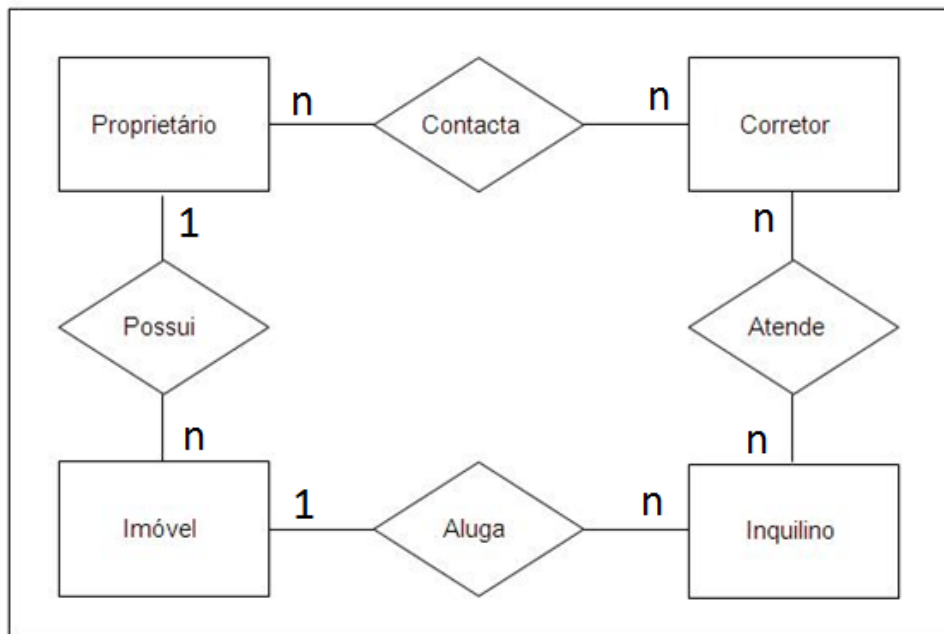 Proprietário
n
Contacta
n
Corretor
1
n
Possui
Atende
n
n
Imóvel
1
Aluga
n
Inquilino